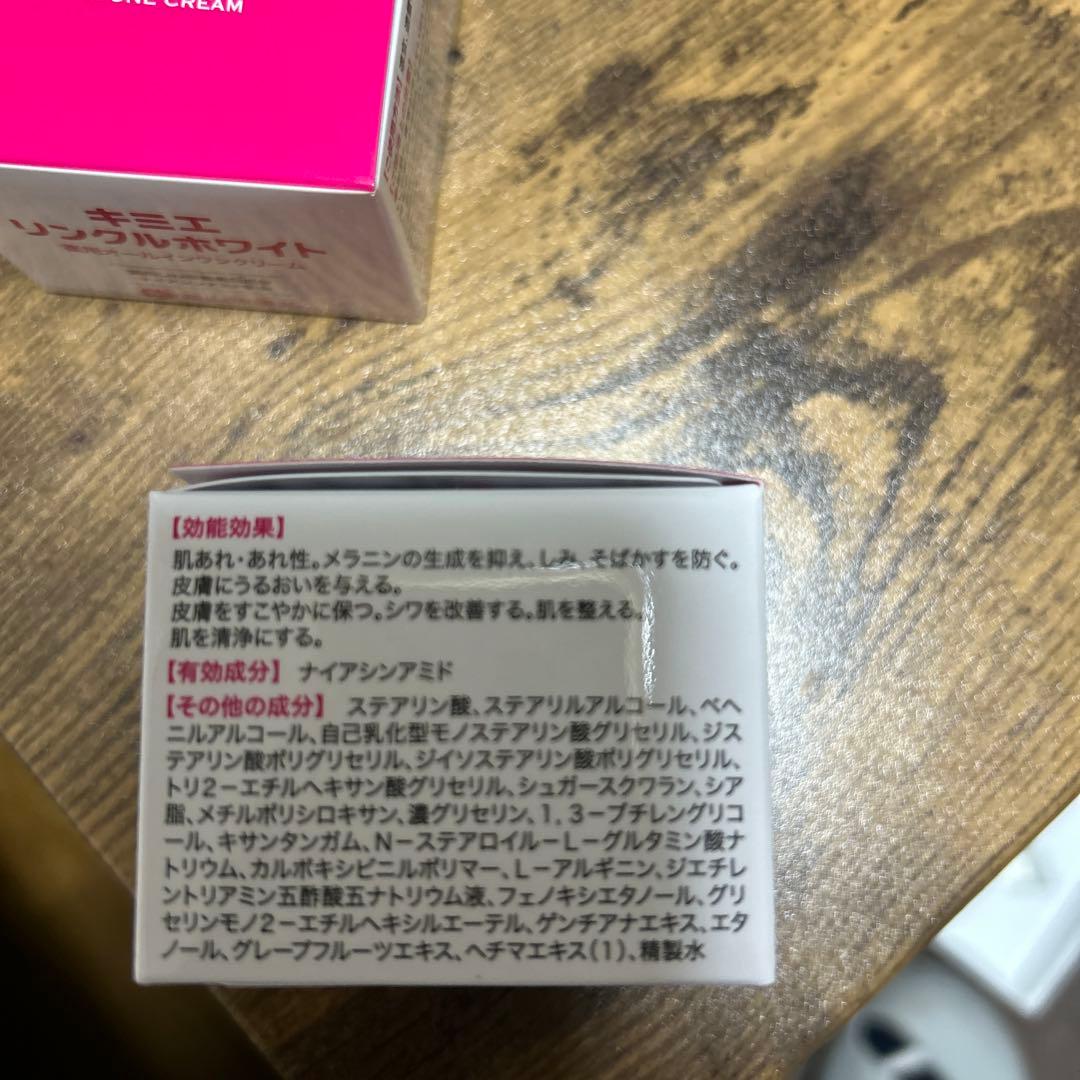 ONE CREAM
キミエ
リンクルホワイト
薬用オールインワンクリーム
【効能効果】
肌あれ・あれ性。メラニンの生成を抑え、しみ、そばかすを防ぐ。
皮膚にうるおいを与える。
皮膚をすこやかに保つ。シワを改善する。肌を整える。
肌を清浄にする。
【有効成分】 ナイアシンアミド
【その他の成分】 ステアリン酸、ステアリルアルコール、ベヘ
ニルアルコール、自己乳化型モノステアリン酸グリセリル、ジス
テアリン酸ポリグリセリル、ジイソステアリン酸ポリグリセリル、
トリ2－エチルヘキサン酸グリセリル、シュガースクワラン、シア
脂、メチルポリシロキサン、濃グリセリン、1，3－ブチレングリコ
ール、キサンタンガム、N－ステアロイル－L－グルタミン酸ナ
トリウム、カルボキシビニルポリマー、L－アルギニン、ジエチレ
ントリアミン五酢酸五ナトリウム液、フェノキシエタノール、グリ
セリンモノ2－エチルヘキシルエーテル、ゲンチアナエキス、エタ
ノール、グレープフルーツエキス、ヘチマエキス（1）、精製水